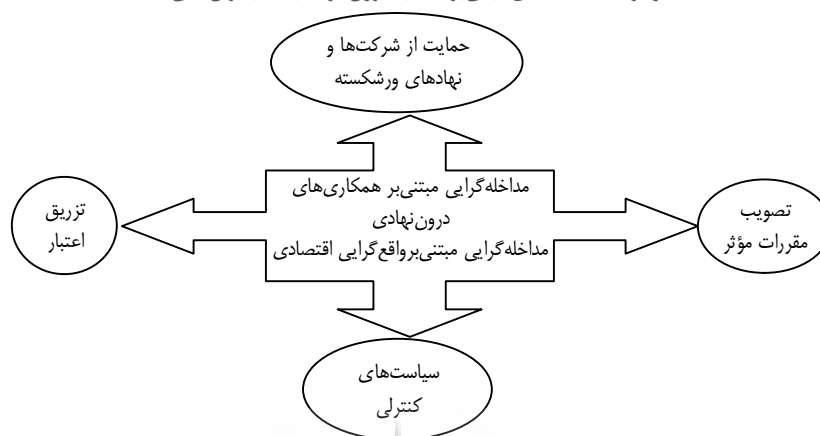 حمایت از شرکت‌ها و
نهادهای ورشکسته
مداخله‌گرایی مبتنی‌بر همکاری‌های
درون‌نهادی
مداخله‌گرایی مبتنی‌برواقع‌گرایی اقتصادی
تصویب
مقررات مؤثر
تزریق
اعتبار
سیاست‌های
کنترلی